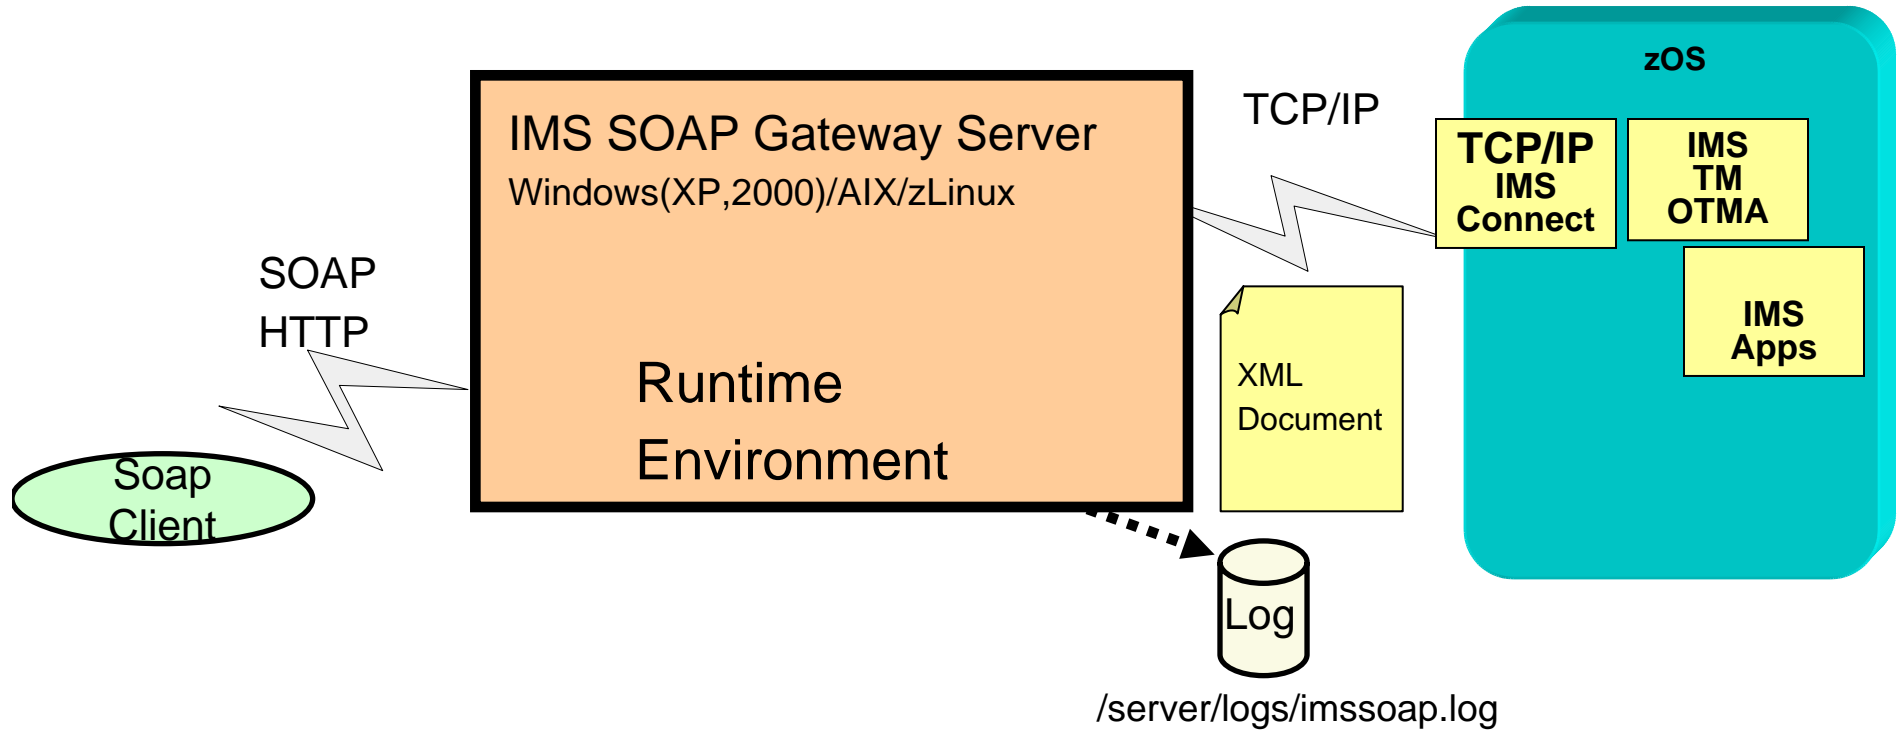 zOS
IMS SOAP Gateway Server
Windows(XP,2000)/AIX/zLinux
Runtime
Environment
TCP/IP
TCP/IP
IMS
Connect
IMS
TM
OTMA
IMS
Apps
SOAP
HTTP
Soap
Client
XML
Document
Log
/server/logs/imssoap.log